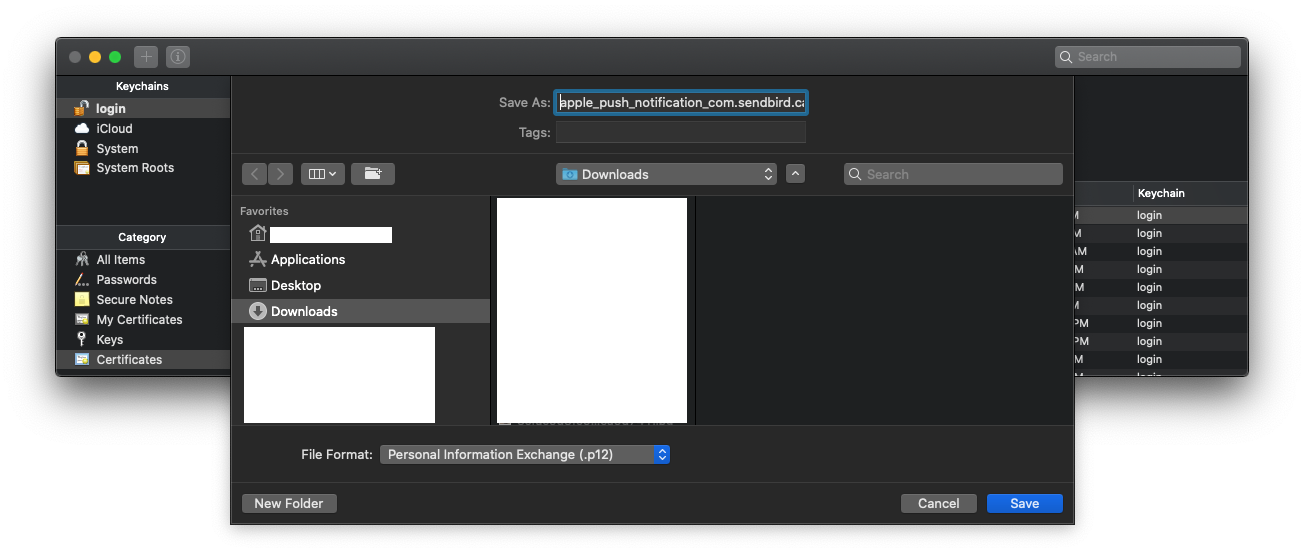 Search
Keychains
login
iCloud
System
System Roots
Category
All Items
Passwords
Secure Notes
My Certificates
Keys
Certificates
Save As: apple_push_notification_com.sendbird.ca
Tags:
Downloads
Search
Favorites
Applications
Desktop
Downloads
File Format: Personal Information Exchange (.p12)
New Folder
Cancel
Save
Keychain
M login
M login
AM login
M login
M login
M login
PM login
PM login
M login